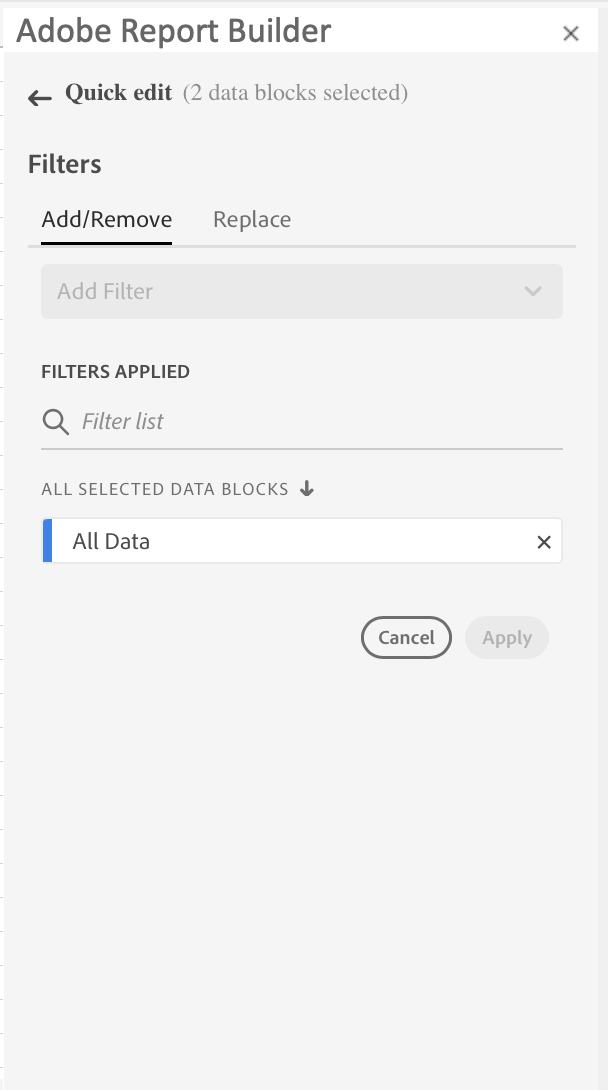 Adobe Report Builder
Quick edit (2 data blocks selected)
Filters
Add/Remove Replace
Add Filter
FILTERS APPLIED
Filter list
ALL SELECTED DATA BLOCKS
All Data
Cancel Apply